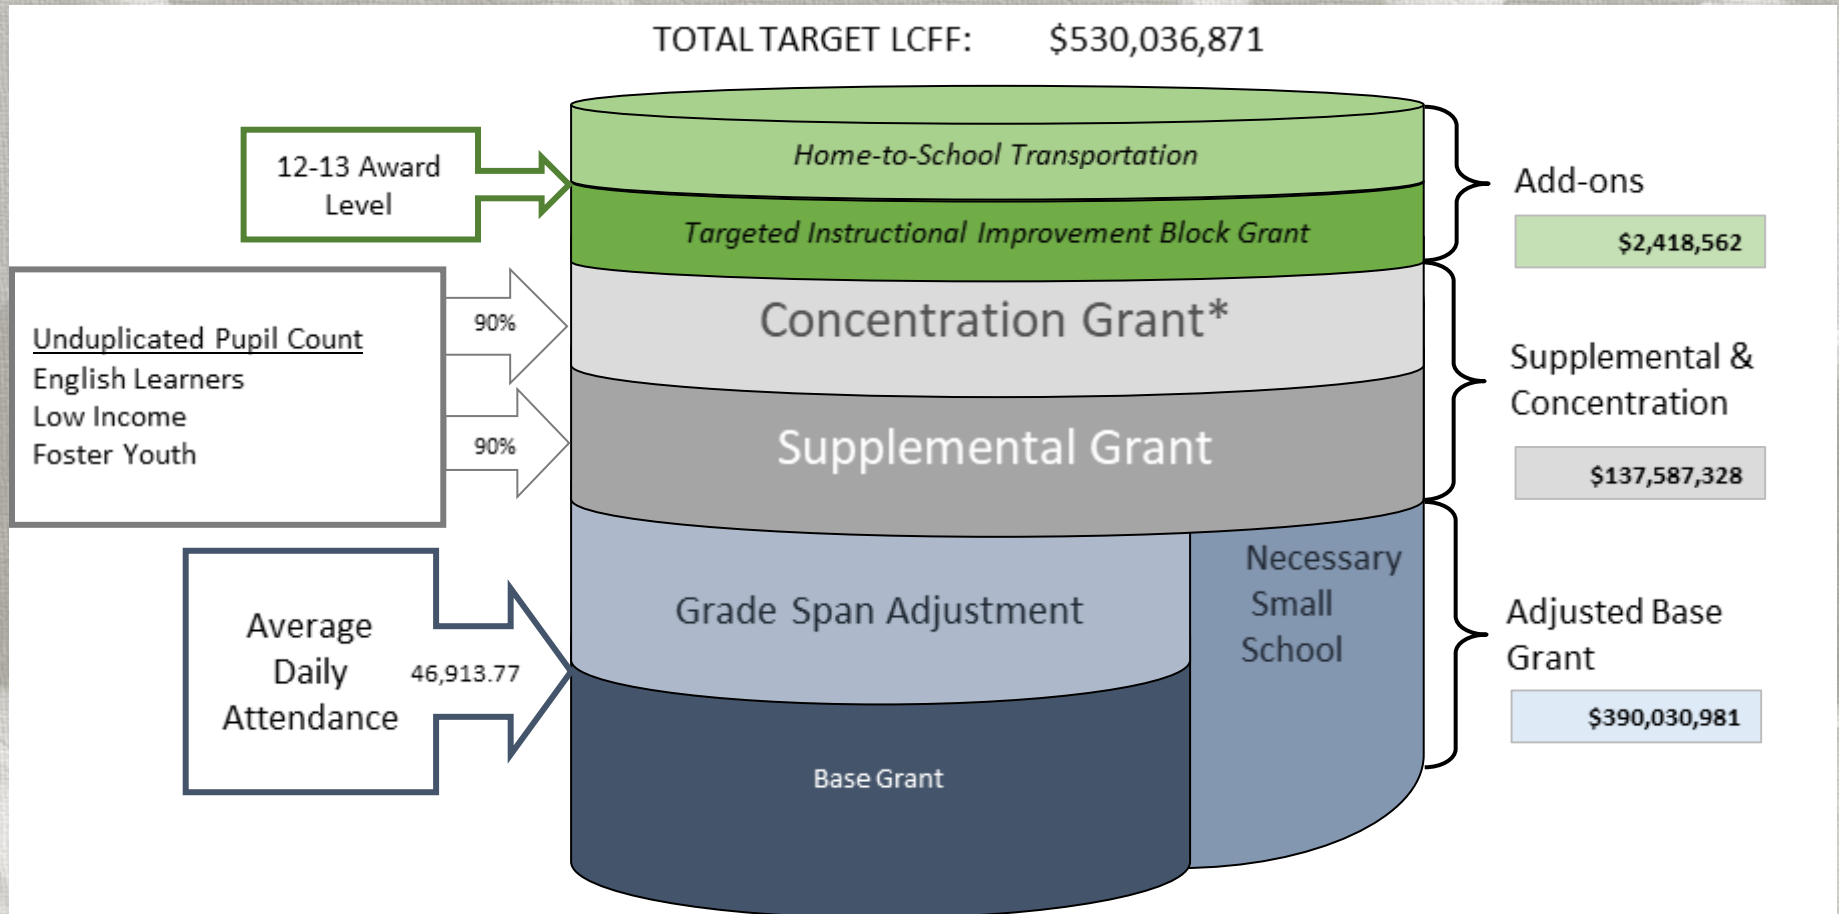 TOTAL TARGET LCFF: $530,036,871
12-13 Award
Level
Home-to-School Transportation
Targeted Instructional Improvement Block Grant
Add-ons
$2,418,562
Unduplicated Pupil Count
English Learners
Low Income
Foster Youth
90%
90%
Concentration Grant*
Supplemental Grant
Supplemental &
Concentration
$137,587,328
Average
Daily
Attendance
46,913.77
Grade Span Adjustment
Base Grant
Necessary
Small
School
Adjusted Base
Grant
$390,030,981